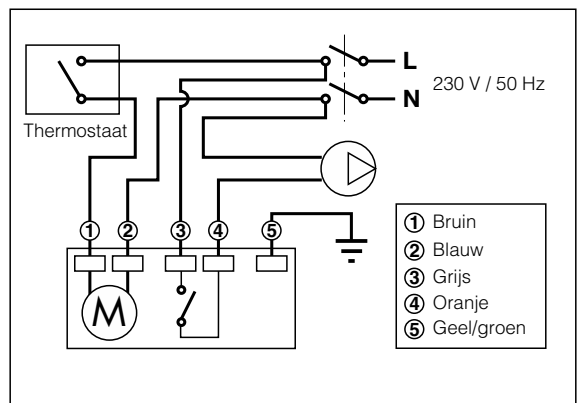 L
N
230 V / 50 Hz
Thermostaat
1 2 3 4 5
M
1 Bruin
2 Blauw
3 Grijs
4 Oranje
5 Geel/groen